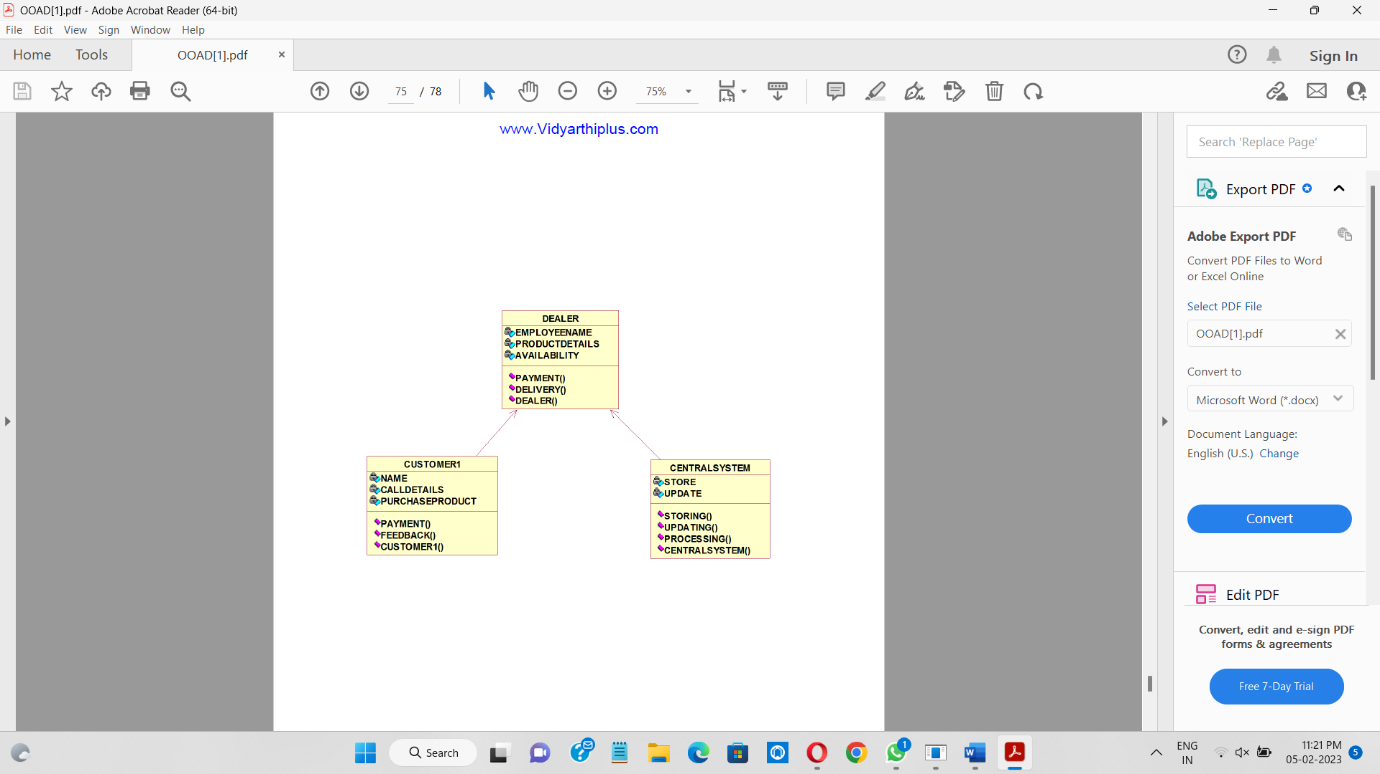 OOAD[1].pdf - Adobe Acrobat Reader (64-bit)
File Edit View Sign Window Help
Home Tools OOAD[1].pdf × Sign In
75 / 78 75%
www.Vidyarthiplus.com
DEALER
EMPLOYEENAME
PRODUCTDETAILS
AVAILABILITY
PAYMENT()
DELIVERY()
DEALER()
CUSTOMER1
NAME
CALLDETAILS
PURCHASEPRODUCT
PAYMENT()
FEEDBACK()
CUSTOMER1()
CENTRALSYSTEM
STORE
UPDATE
STORING()
UPDATING()
PROCESSING()
CENTRALSYSTEM()
Search 'Replace Page'
Export PDF
Adobe Export PDF
Convert PDF Files to Word
or Excel Online
Select PDF File
OOAD[1].pdf
Convert to
Microsoft Word (*.docx)
Document Language:
English (U.S.) Change
Convert
Edit PDF
Convert, edit and e-sign PDF
forms & agreements
Free 7-Day Trial
Search
1
ENG
IN
11:21 PM
05-02-2023
5